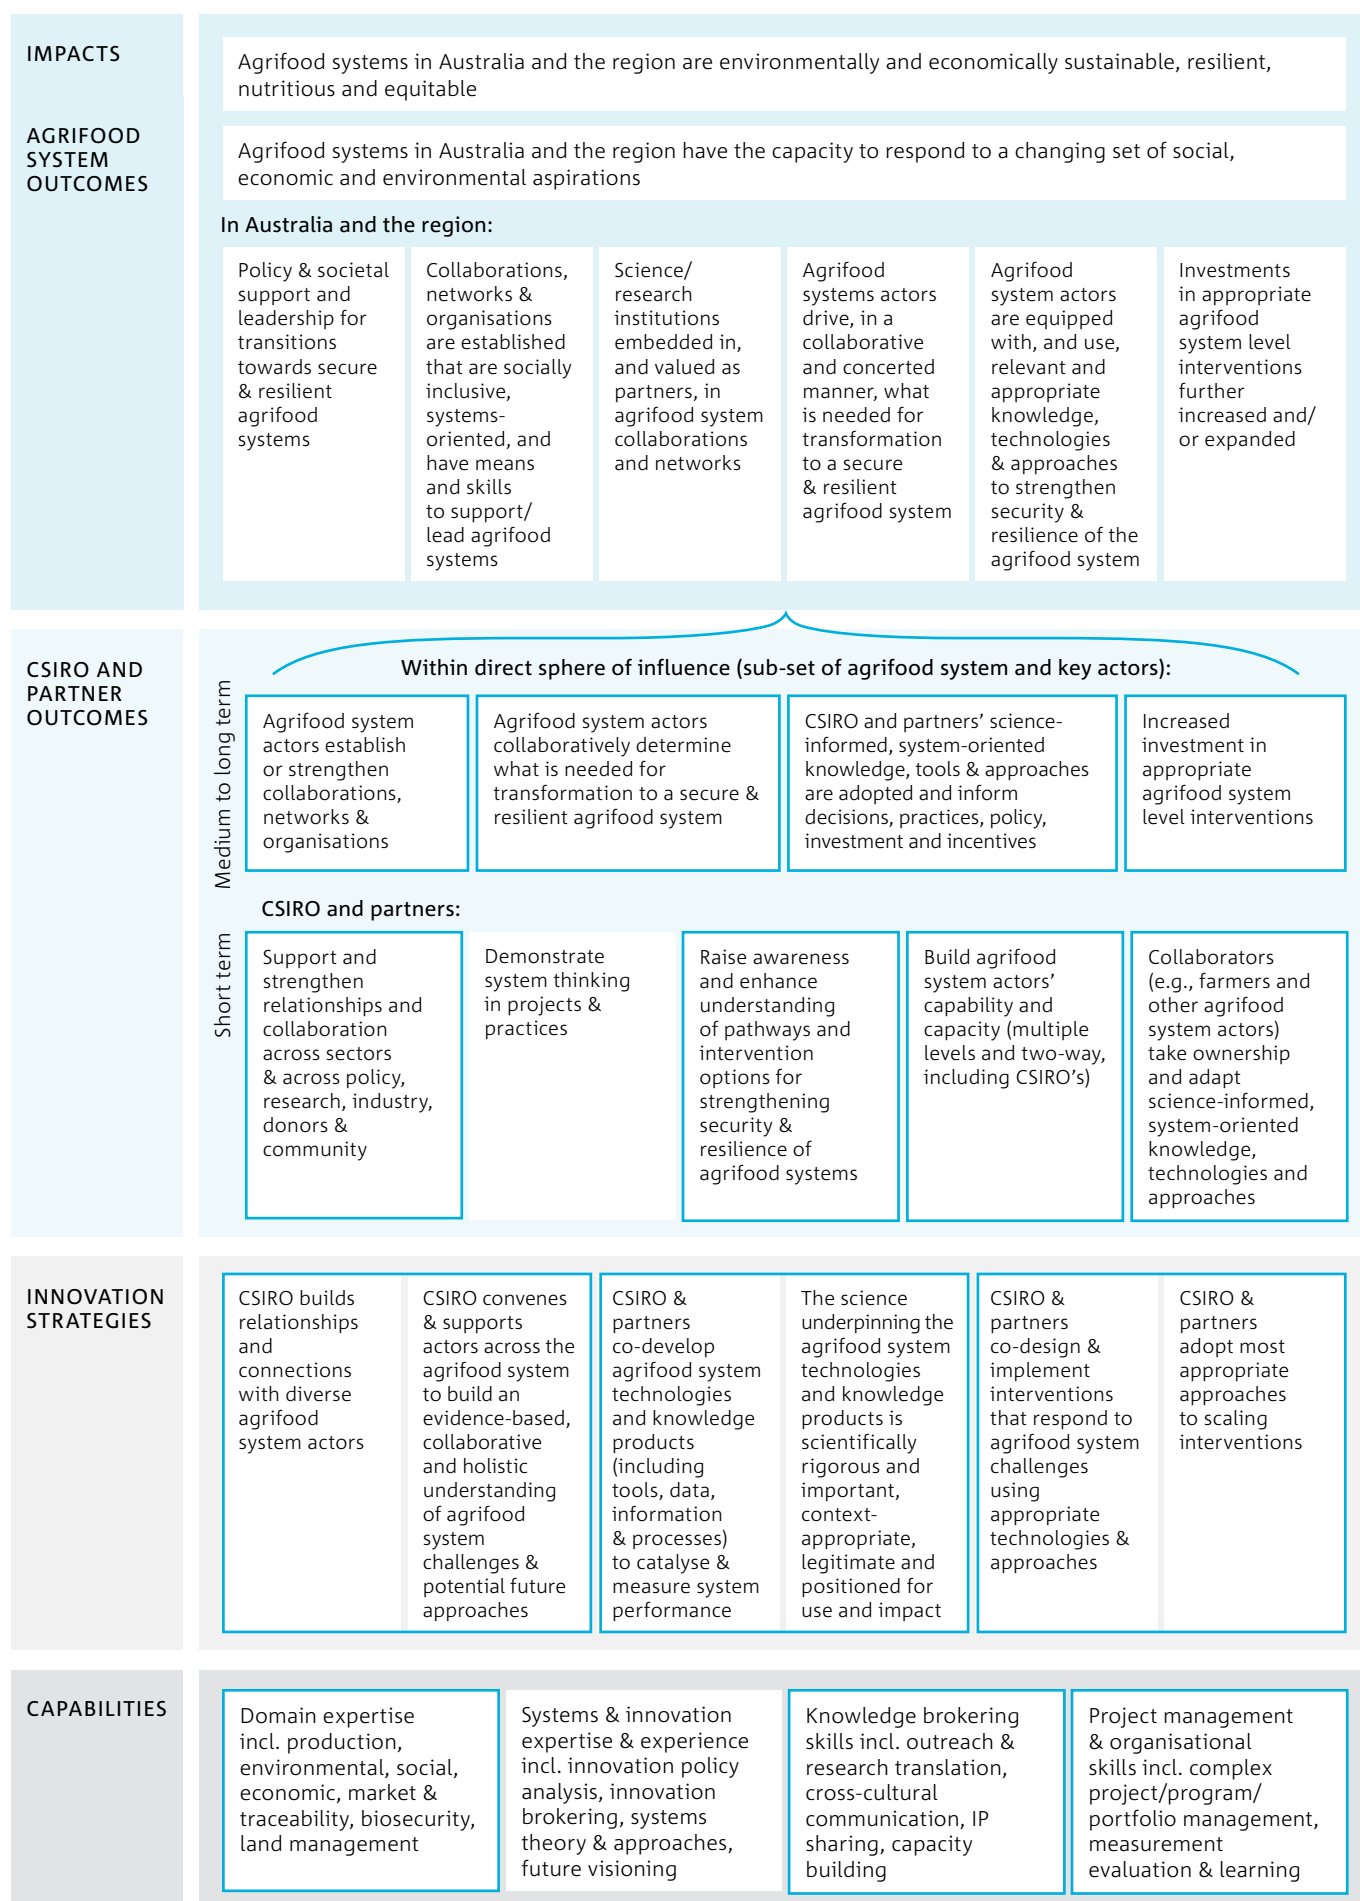 IMPACTS
Agrifood systems in Australia and the region are environmentally and economically sustainable, resilient,
nutritious and equitable
AGRIFOOD
SYSTEM
OUTCOMES
Agrifood systems in Australia and the region have the capacity to respond to a changing set of social,
economic and environmental aspirations
In Australia and the region:
Policy & societal
support and
leadership for
transitions
towards secure
& resilient
agrifood
systems
Collaborations,
networks &
organisations
are established
that are socially
inclusive,
systems-
oriented, and
have means
and skills
to support/
lead agrifood
systems
Science/
research
institutions
embedded in,
and valued as
partners, in
agrifood system
collaborations
and networks
Agrifood
systems actors
drive, in a
collaborative
and concerted
manner, what
is needed for
transformation
to a secure
& resilient
agrifood system
Agrifood
system actors
are equipped
with, and use,
relevant and
appropriate
knowledge,
technologies
& approaches
to strengthen
security &
resilience of the
agrifood system
Investments
in appropriate
agrifood
system level
interventions
further
increased and/
or expanded
CSIRO AND
PARTNER
OUTCOMES
Within direct sphere of influence (sub-set of agrifood system and key actors):
Medium to long term
Agrifood system
actors establish
or strengthen
collaborations,
networks &
organisations
Agrifood system actors
collaboratively determine
what is needed for
transformation to a secure &
resilient agrifood system
CSIRO and partners’ science-
informed, system-oriented
knowledge, tools & approaches
are adopted and inform
decisions, practices, policy,
investment and incentives
Increased
investment in
appropriate
agrifood system
level interventions
CSIRO and partners:
Short term
Support and
strengthen
relationships and
collaboration
across sectors
& across policy,
research, industry,
donors &
community
Demonstrate
system thinking
in projects &
practices
Raise awareness
and enhance
understanding
of pathways and
intervention
options for
strengthening
security &
resilience of
agrifood systems
Build agrifood
system actors’
capability and
capacity (multiple
levels and two-way,
including CSIRO’s)
Collaborators
(e.g., farmers and
other agrifood
system actors)
take ownership
and adapt
science-informed,
system-oriented
knowledge,
technologies and
approaches
INNOVATION
STRATEGIES
CSIRO builds
relationships
and
connections
with diverse
agrifood
system actors
CSIRO convenes
& supports
actors across the
agrifood system
to build an
evidence-based,
collaborative
and holistic
understanding
of agrifood
system
challenges &
potential future
approaches
CSIRO &
partners
co-develop
agrifood system
technologies
and knowledge
products
(including
tools, data,
information
& processes)
to catalyse &
measure system
performance
The science
underpinning the
agrifood system
technologies
and knowledge
products is
scientifically
rigorous and
important,
context-
appropriate,
legitimate and
positioned for
use and impact
CSIRO &
partners
co-design &
implement
interventions
that respond to
agrifood system
challenges
using
appropriate
technologies &
approaches
CSIRO &
partners
adopt most
appropriate
approaches
to scaling
interventions
CAPABILITIES
Domain expertise
incl. production,
environmental, social,
economic, market &
traceability, biosecurity,
land management
Systems & innovation
expertise & experience
incl. innovation policy
analysis, innovation
brokering, systems
theory & approaches,
future visioning
Knowledge brokering
skills incl. outreach &
research translation,
cross-cultural
communication, IP
sharing, capacity
building
Project management
& organisational
skills incl. complex
project/program/
portfolio management,
measurement
evaluation & learning